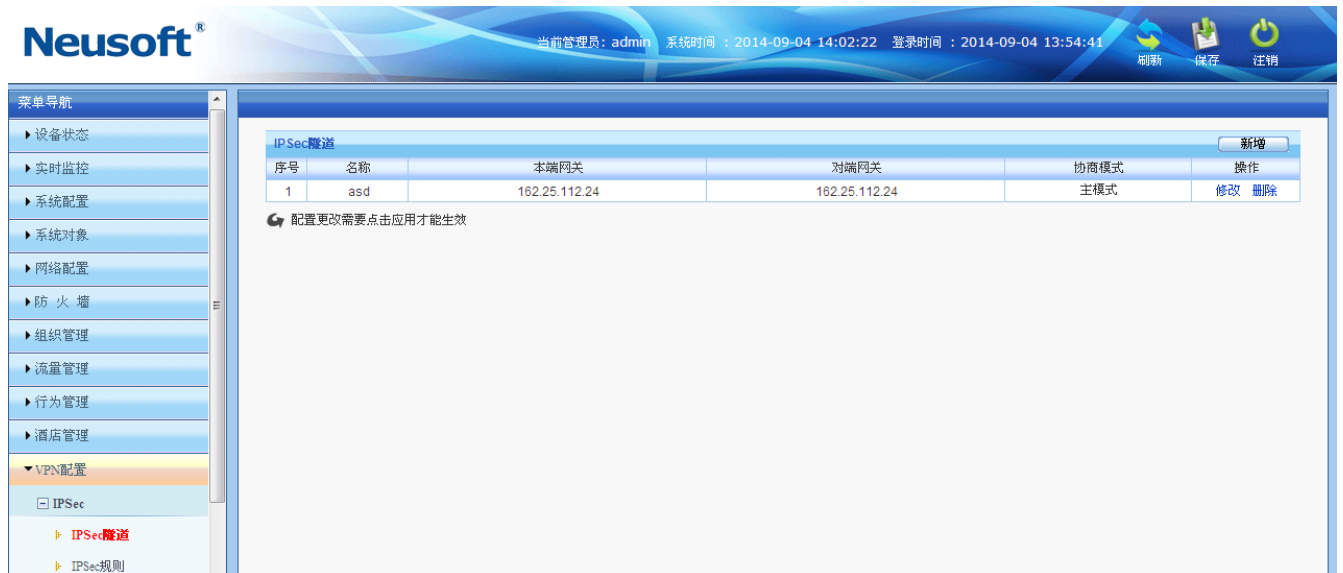 Neusoft®
当前管理员: admin 系统时间 : 2014-09-04 14:02:22 登录时间 : 2014-09-04 13:54:41
刷新 保存 注销
菜单导航
设备状态
实时监控
系统配置
系统对象
网络配置
防 火 墙
组织管理
流量管理
行为管理
酒店管理
VPN配置
IPSec
IPSec隧道
IPSec规则
IPSec隧道 新增
序号 名称 本端网关 对端网关 协商模式 操作
1 asd 162.25.112.24 162.25.112.24 主模式 修改 删除
配置更改需要点击应用才能生效